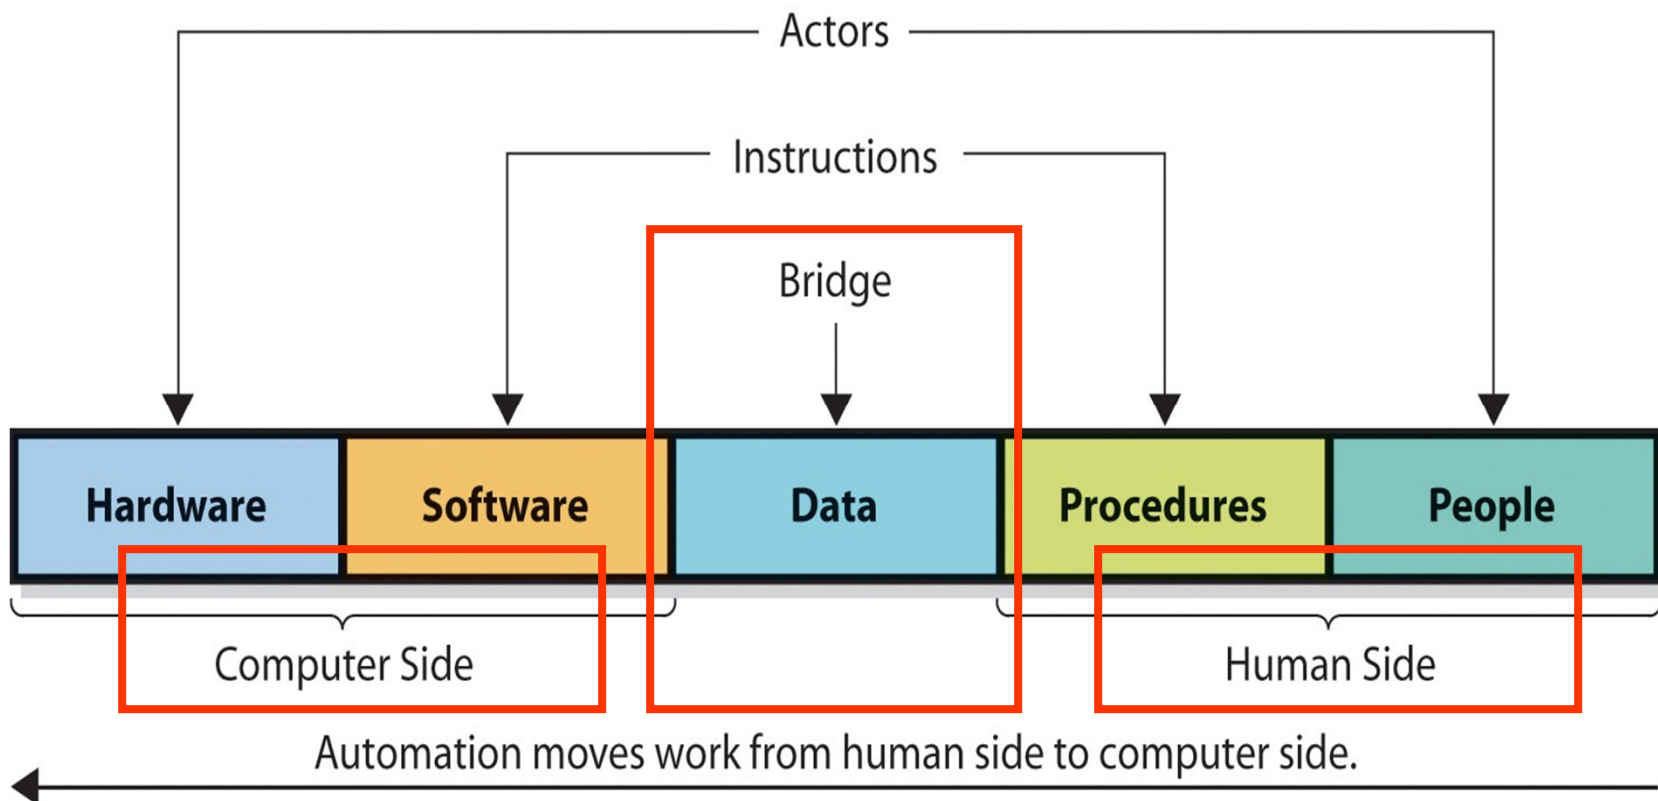 Actors
Instructions
Bridge
Hardware Software Data Procedures People
Computer Side Human Side
Automation moves work from human side to computer side.